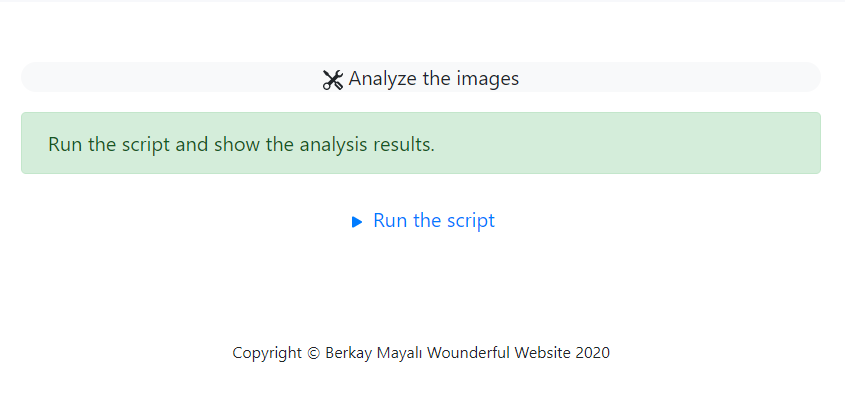 Analyze the images
Run the script and show the analysis results.
Run the script
Copyright © Berkay Mayalı Wounderful Website 2020